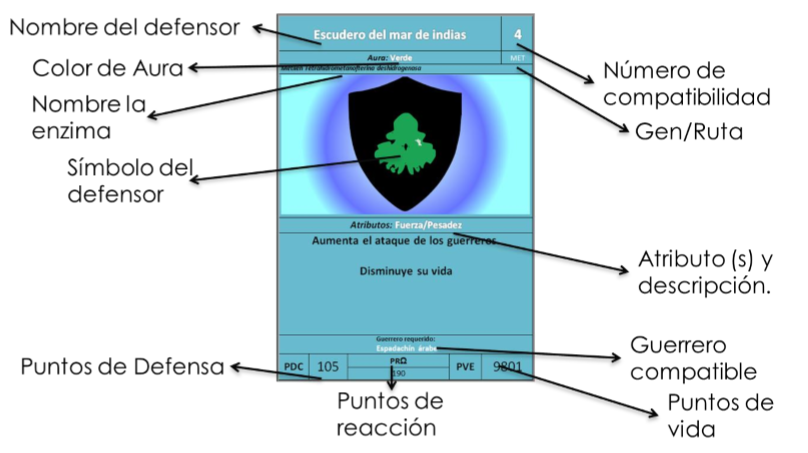 Nombre del defensor
Escudero del mar de indias
4
Color de Aura
Aura: Verde
MET
Número de
compatibilidad
Nombre la
enzima
Gen/Ruta
Símbolo del
defensor
Atributos: Fuerza/Pesadez
Aumenta el ataque de los guerreros
Disminuye su vida
Atributo (s) y
descripción.
Guerrero requerido:
Espadachín árabe
Guerrero
compatible
Puntos de Defensa
PDC
105
PRΩ
190
PVE
9801
Puntos de
reacción
Puntos de
vida